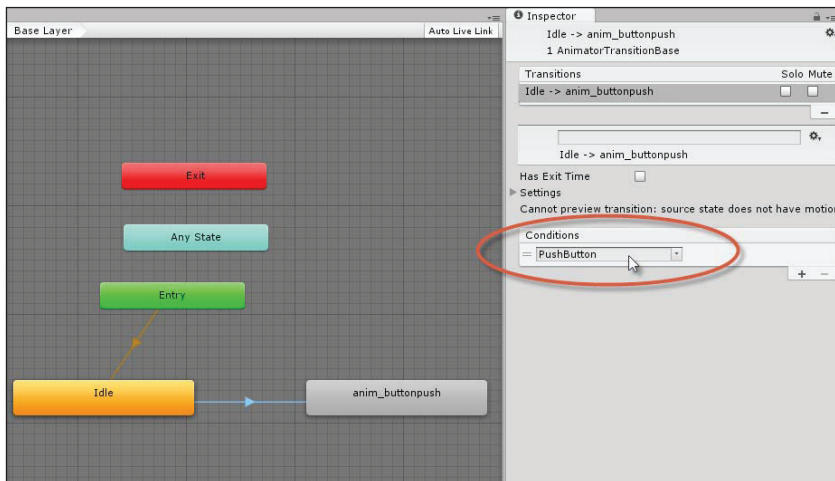 Base Layer
Auto Live Link
Exit
Any State
Entry
Idle
anim_buttonpush
Inspector
Idle -> anim_buttonpush
1 AnimatorTransitionBase
Transitions
Solo Mute
Idle -> anim_buttonpush
Idle -> anim_buttonpush
Has Exit Time
Settings
Cannot preview transition: source state does not have motion
Conditions
PushButton